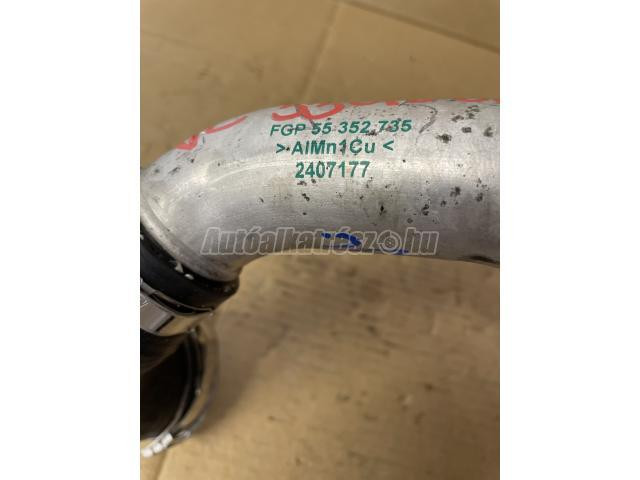 FGP 55 352 735
>AlMn1Cu<
2407177
Autóalkatrész.hu